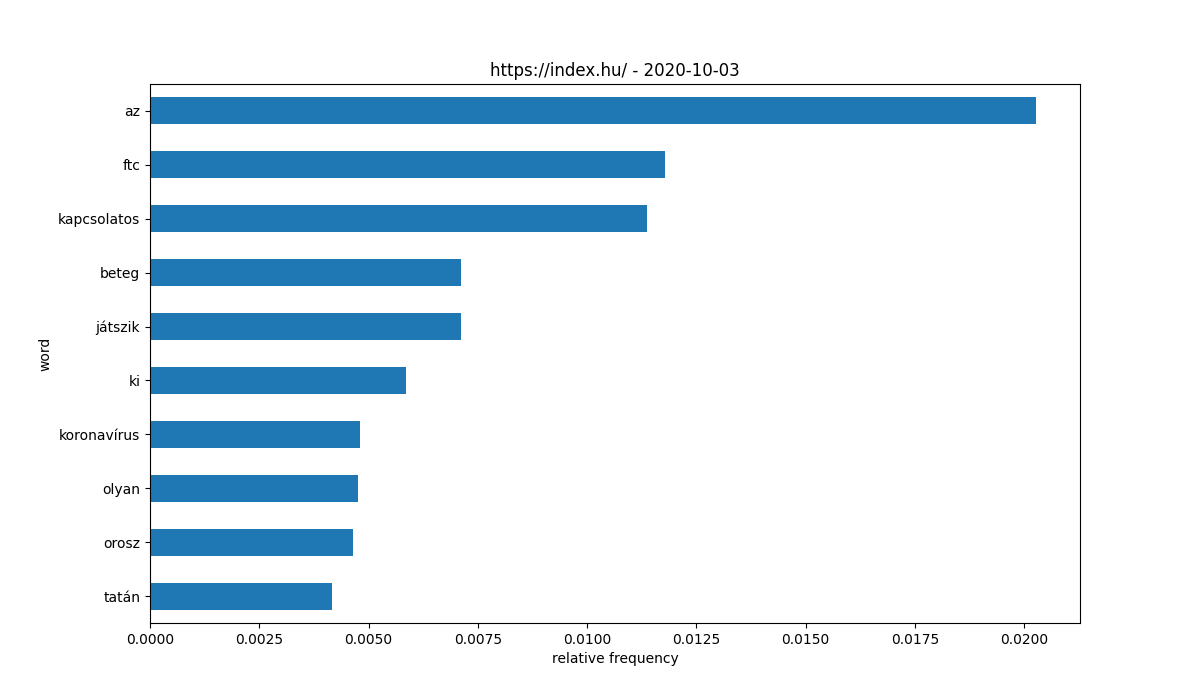 https://index.hu/ - 2020-10-03
az
ftc
kapcsolatos
beteg
játszik
ki
koronavírus
olyan
orosz
tatán
word
0.0000 0.0025 0.0050 0.0075 0.0100 0.0125 0.0150 0.0175 0.0200
relative frequency